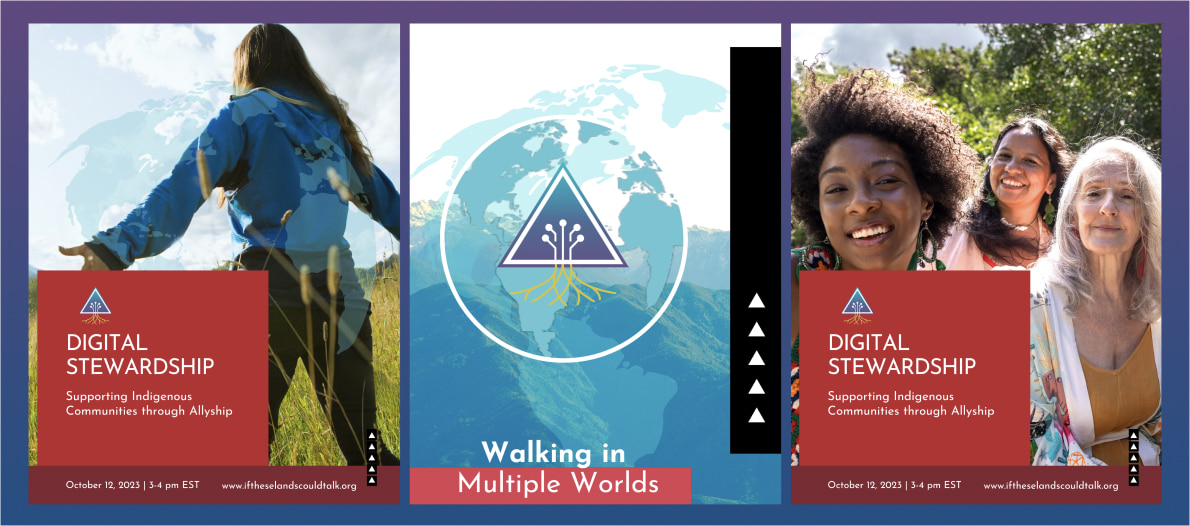 DIGITAL
STEWARDSHIP
Supporting Indigenous
Communities through Allyship
October 12, 2023 | 3-4 pm EST
www.iftheselandscouldtalk.org
Walking in
Multiple Worlds
DIGITAL
STEWARDSHIP
Supporting Indigenous
Communities through Allyship
October 12, 2023 | 3-4 pm EST
www.iftheselandscouldtalk.org